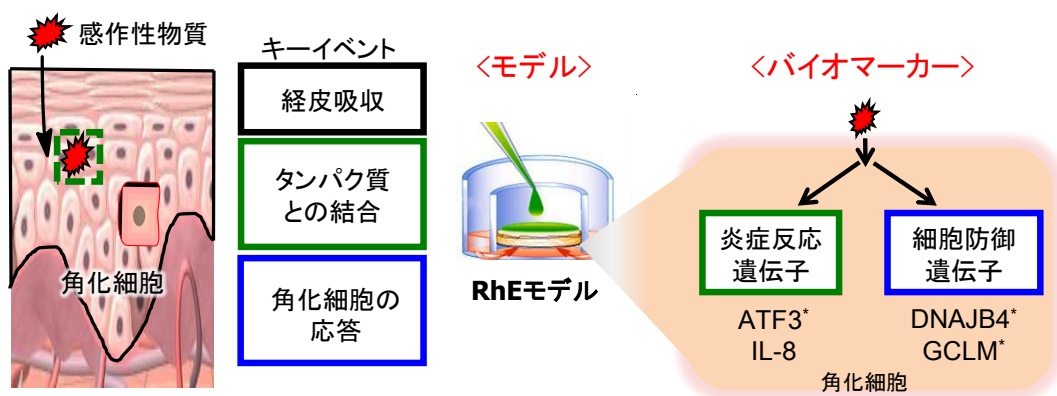 感作性物質
角化細胞
キーイベント
経皮吸収
タンパク質
との結合
角化細胞の
応答
<モデル>
RhEモデル
<バイオマーカー>
炎症反応
遺伝子
ATF3*
IL-8
細胞防御
遺伝子
DNAJB4*
GCLM*
角化細胞